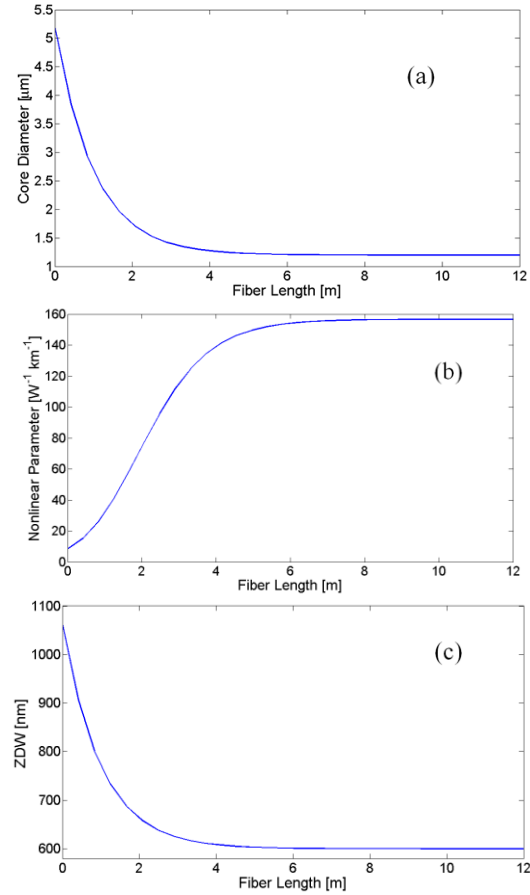 5.5
5
4.5
4
3.5
3
2.5
2
1.5
1
Core Diameter [μm]
(a)
0 2 4 6 8 10 12
Fiber Length [m]
160
140
120
100
80
60
40
20
0
Nonlinear Parameter [W⁻¹ km⁻¹]
(b)
0 2 4 6 8 10 12
Fiber Length [m]
1100
1000
900
800
700
600
ZDW [nm]
(c)
0 2 4 6 8 10 12
Fiber Length [m]